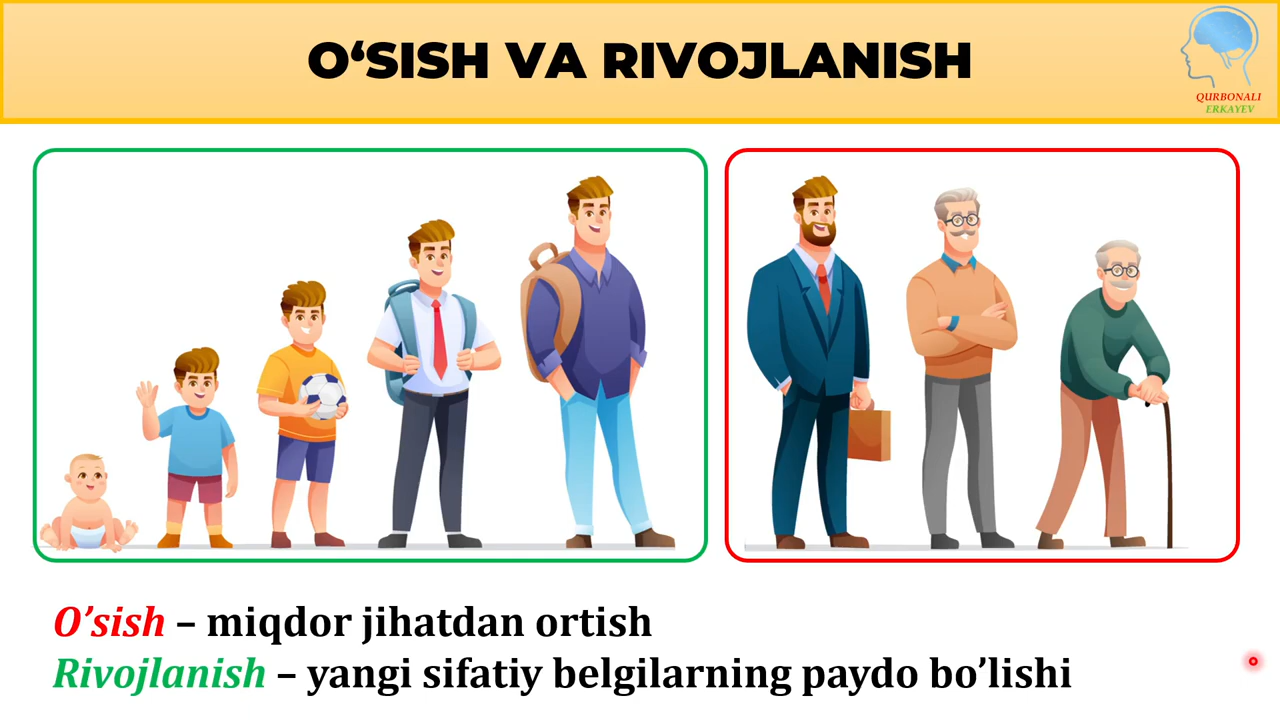 O‘SISH VA RIVOJLANISH
QURBONALI
ERKAYEV
O’sish – miqdor jihatdan ortish
Rivojlanish – yangi sifatiy belgilarning paydo bo’lishi